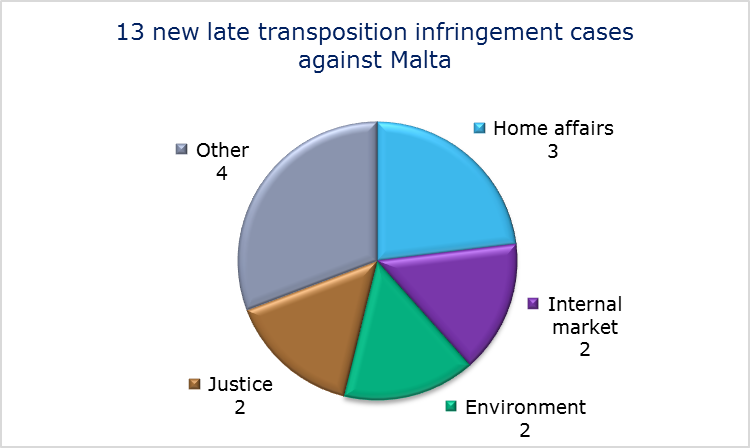 13 new late transposition infringement cases
against Malta
Home affairs
3
Internal
market
2
Environment
2
Justice
2
Other
4